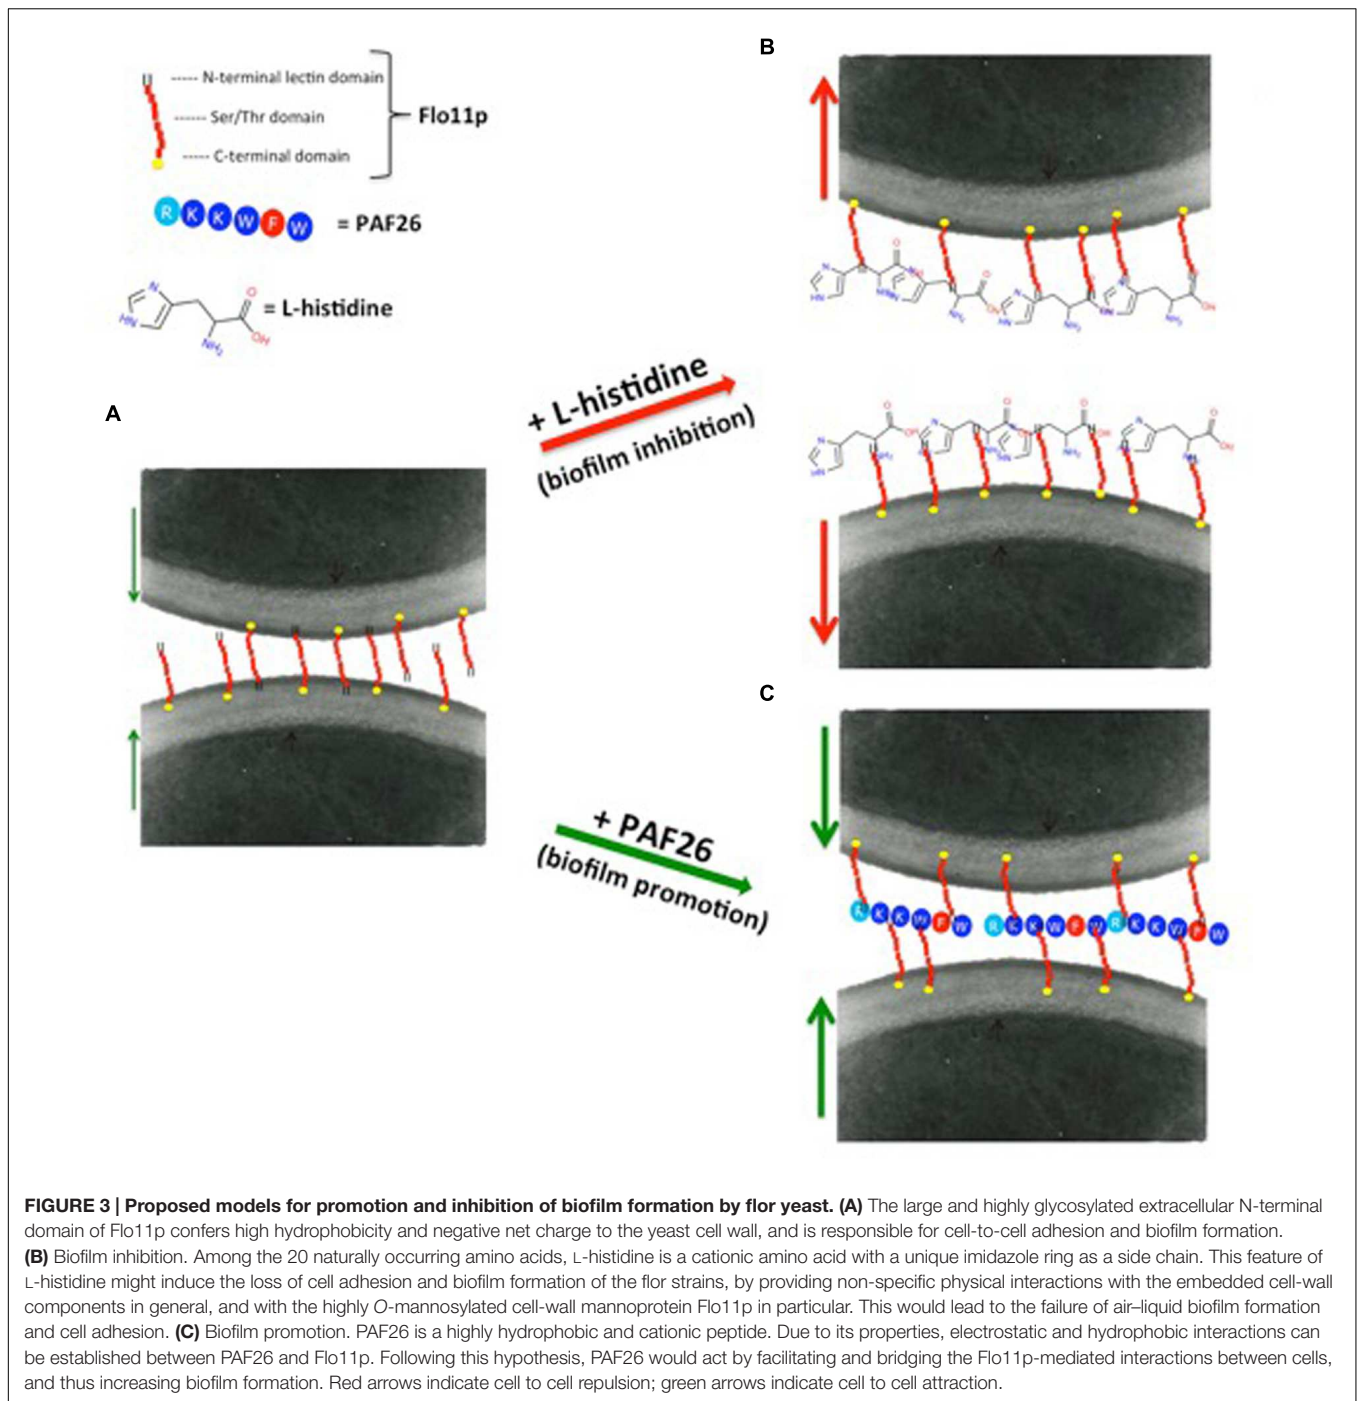 N-terminal lectin domain
Ser/Thr domain
C-terminal domain
Flo11p
R K K W F W = PAF26
N HN O OH NH2 = L-histidine
A
+ L-histidine
(biofilm inhibition)
+ PAF26
(biofilm promotion)
B
C
R K K W F W R K K W F W R K K W F W
FIGURE 3 | Proposed models for promotion and inhibition of biofilm formation by flor yeast. (A) The large and highly glycosylated extracellular N-terminal
domain of Flo11p confers high hydrophobicity and negative net charge to the yeast cell wall, and is responsible for cell-to-cell adhesion and biofilm formation.
(B) Biofilm inhibition. Among the 20 naturally occurring amino acids, L-histidine is a cationic amino acid with a unique imidazole ring as a side chain. This feature of
L-histidine might induce the loss of cell adhesion and biofilm formation of the flor strains, by providing non-specific physical interactions with the embedded cell-wall
components in general, and with the highly O-mannosylated cell-wall mannoprotein Flo11p in particular. This would lead to the failure of air–liquid biofilm formation
and cell adhesion. (C) Biofilm promotion. PAF26 is a highly hydrophobic and cationic peptide. Due to its properties, electrostatic and hydrophobic interactions can
be established between PAF26 and Flo11p. Following this hypothesis, PAF26 would act by facilitating and bridging the Flo11p-mediated interactions between cells,
and thus increasing biofilm formation. Red arrows indicate cell to cell repulsion; green arrows indicate cell to cell attraction.